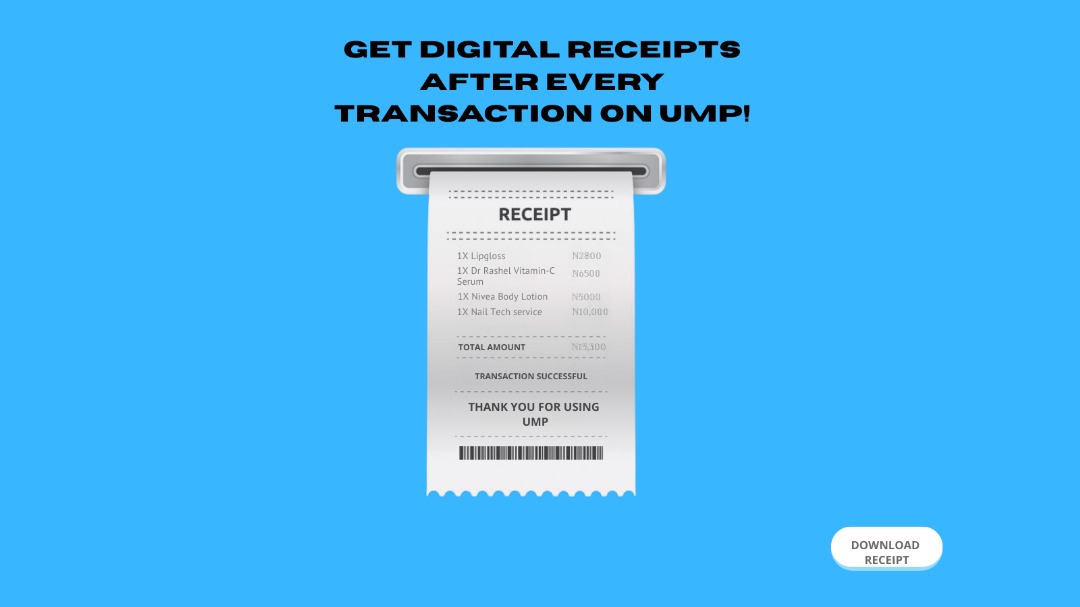 GET DIGITAL RECEIPTS
AFTER EVERY
TRANSACTION ON UMP!
RECEIPT
1X Lipgloss N2800
1X Dr Rashel Vitamin-C N6500
Serum
1X Nivea Body Lotion N5000
1X Nail Tech service N10,000
TOTAL AMOUNT
TRANSACTION SUCCESSFUL
THANK YOU FOR USING
UMP
DOWNLOAD
RECEIPT